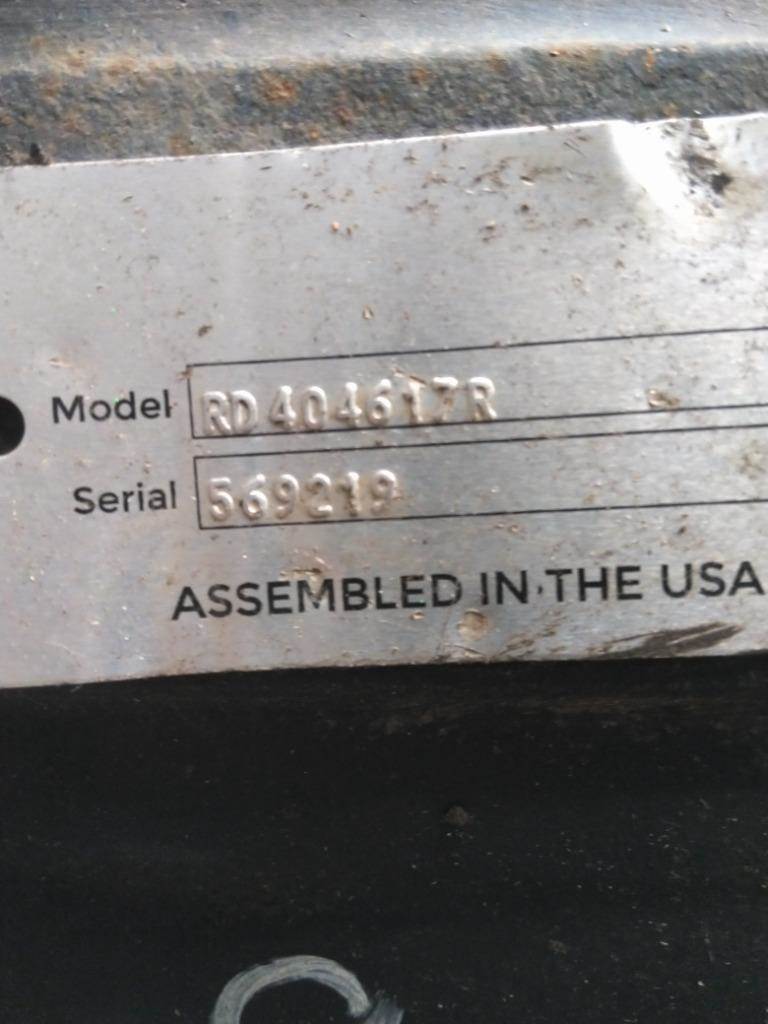 Model RD404617R
Serial 569219
ASSEMBLED IN THE USA